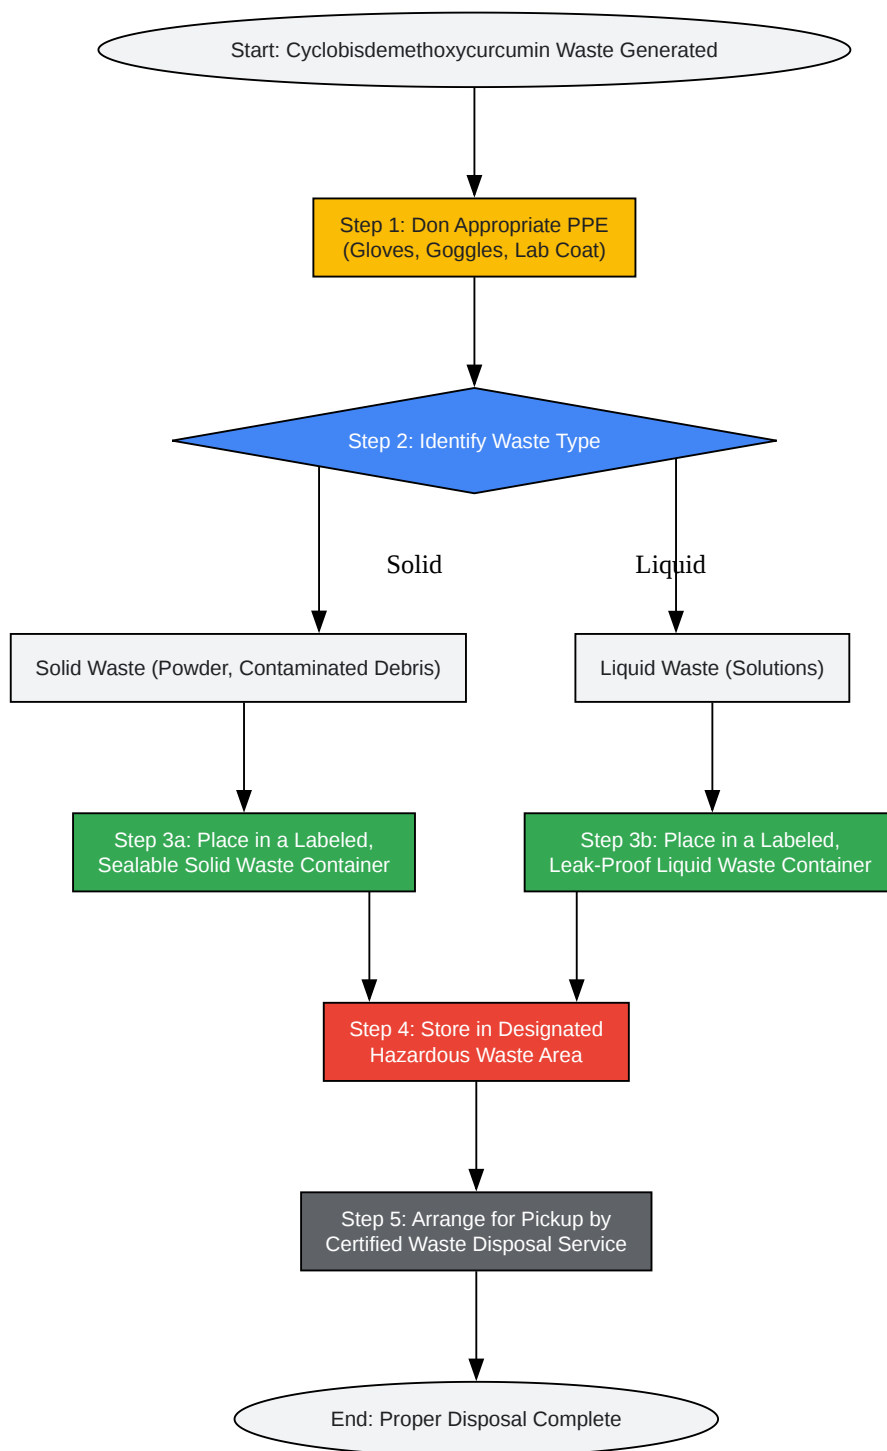 Start: Cyclobisdemethoxycurcumin Waste Generated
Step 1: Don Appropriate PPE
(Gloves, Goggles, Lab Coat)
Step 2: Identify Waste Type
Solid
Liquid
Solid Waste (Powder, Contaminated Debris)
Liquid Waste (Solutions)
Step 3a: Place in a Labeled,
Sealable Solid Waste Container
Step 3b: Place in a Labeled,
Leak-Proof Liquid Waste Container
Step 4: Store in Designated
Hazardous Waste Area
Step 5: Arrange for Pickup by
Certified Waste Disposal Service
End: Proper Disposal Complete